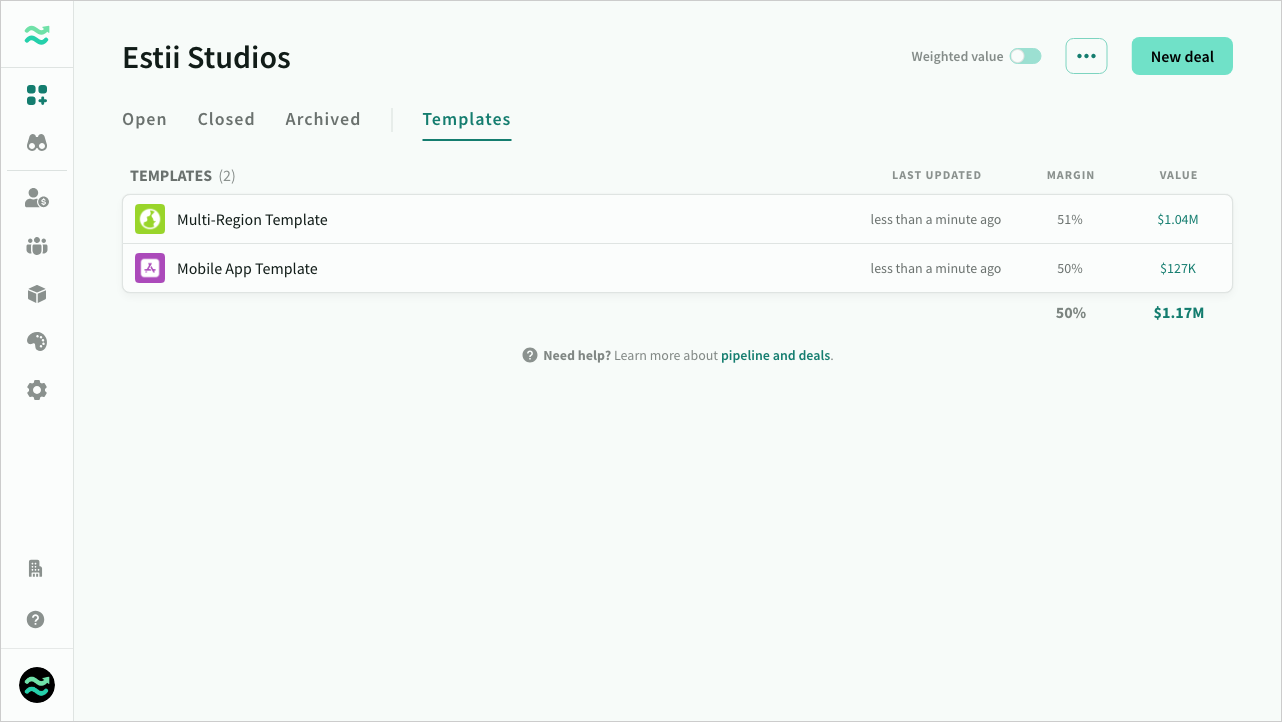 Estii Studios
Weighted value
New deal
Open Closed Archived Templates
TEMPLATES (2) LAST UPDATED MARGIN VALUE
Multi-Region Template less than a minute ago 51% $1.04M
Mobile App Template less than a minute ago 50% $127K
50% $1.17M
Need help? Learn more about pipeline and deals.